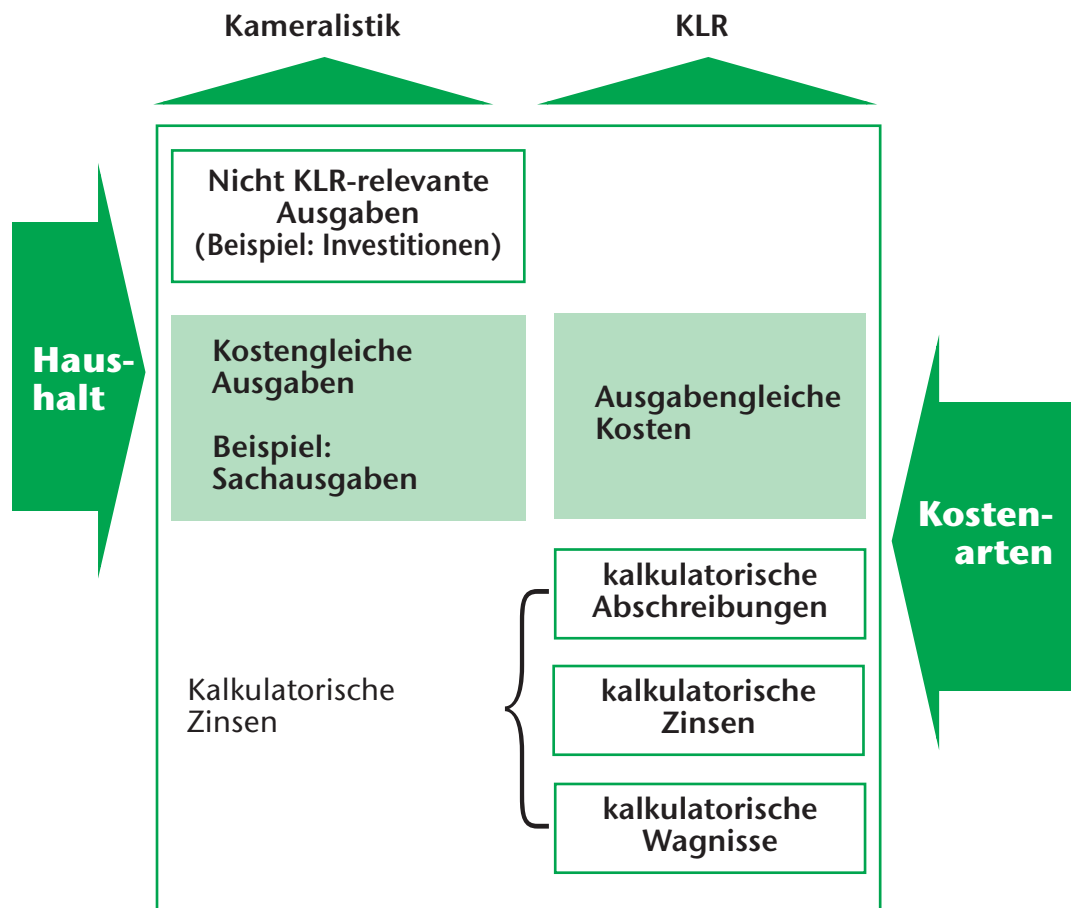 Kameralistik
KLR
Nicht KLR-relevante
Ausgaben
(Beispiel: Investitionen)
Haus-
halt
Kostengleiche
Ausgaben
Beispiel:
Sachausgaben
Ausgabengleiche
Kosten
Kosten-
arten
kalkulatorische
Abschreibungen
Kalkulatorische
Zinsen
kalkulatorische
Zinsen
kalkulatorische
Wagnisse